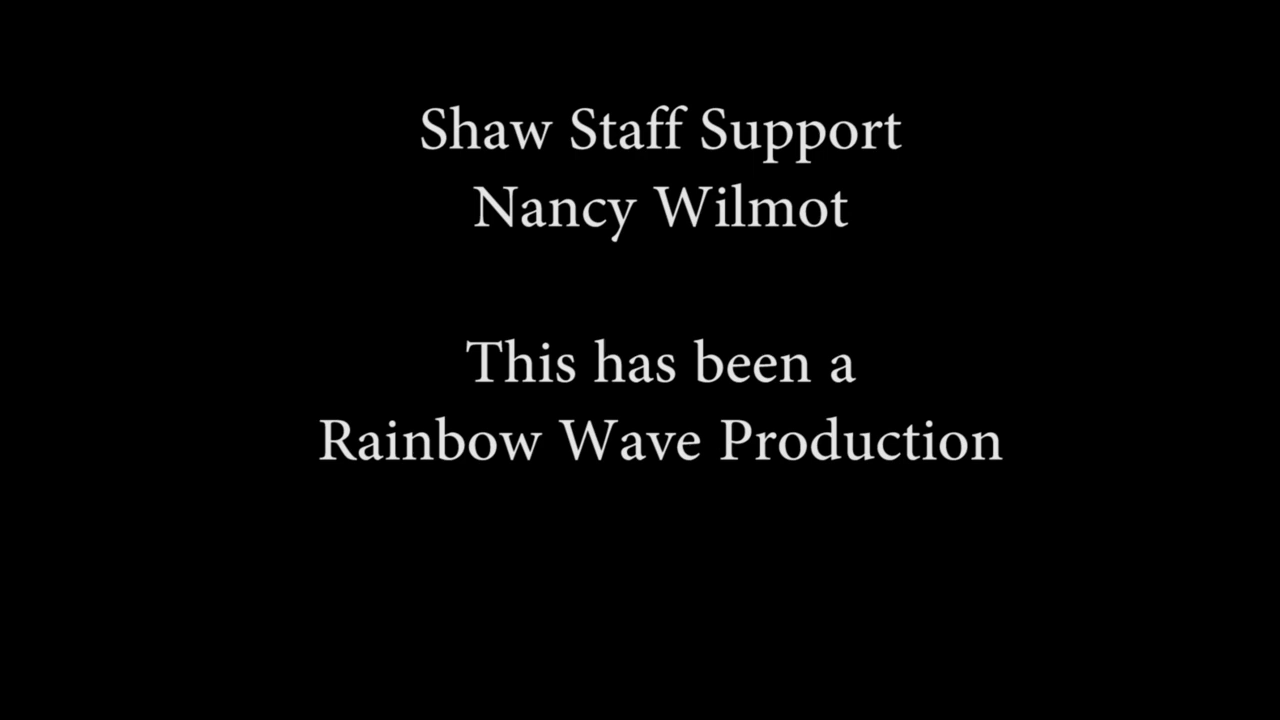 Shaw Staff Support
Nancy Wilmot
This has been a
Rainbow Wave Production